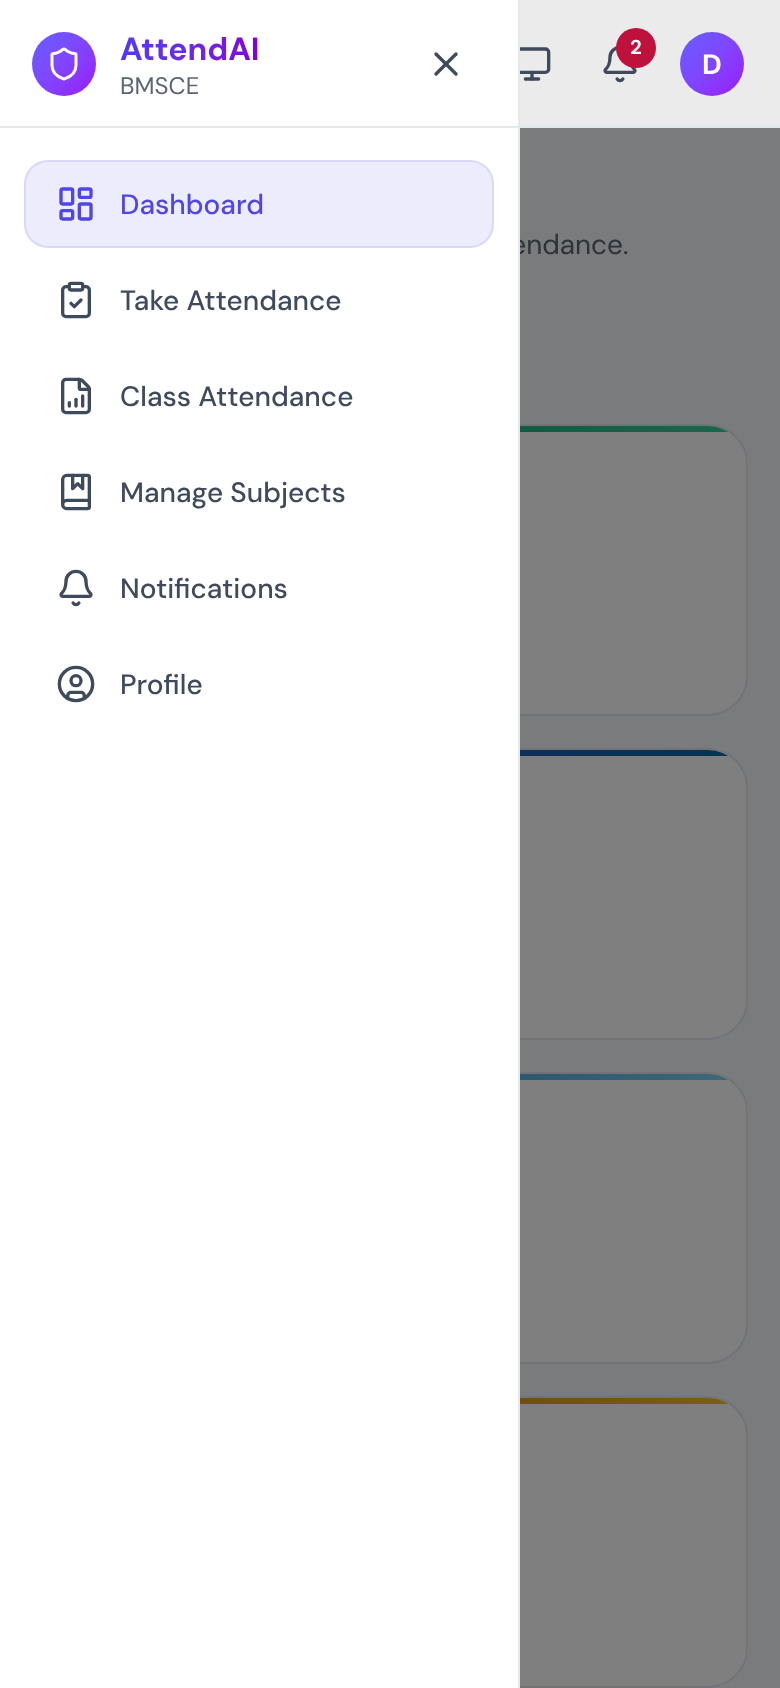 AttendAI
BMSCE
2
D
Dashboard
endance.
Take Attendance
Class Attendance
Manage Subjects
Notifications
Profile